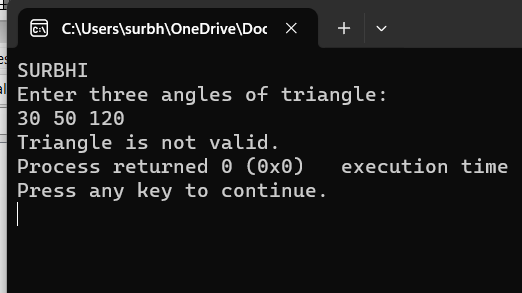 C:\Users\surbh\OneDrive\Doc
SURBHI
Enter three angles of triangle:
30 50 120
Triangle is not valid.
Process returned 0 (0x0)   execution time
Press any key to continue.